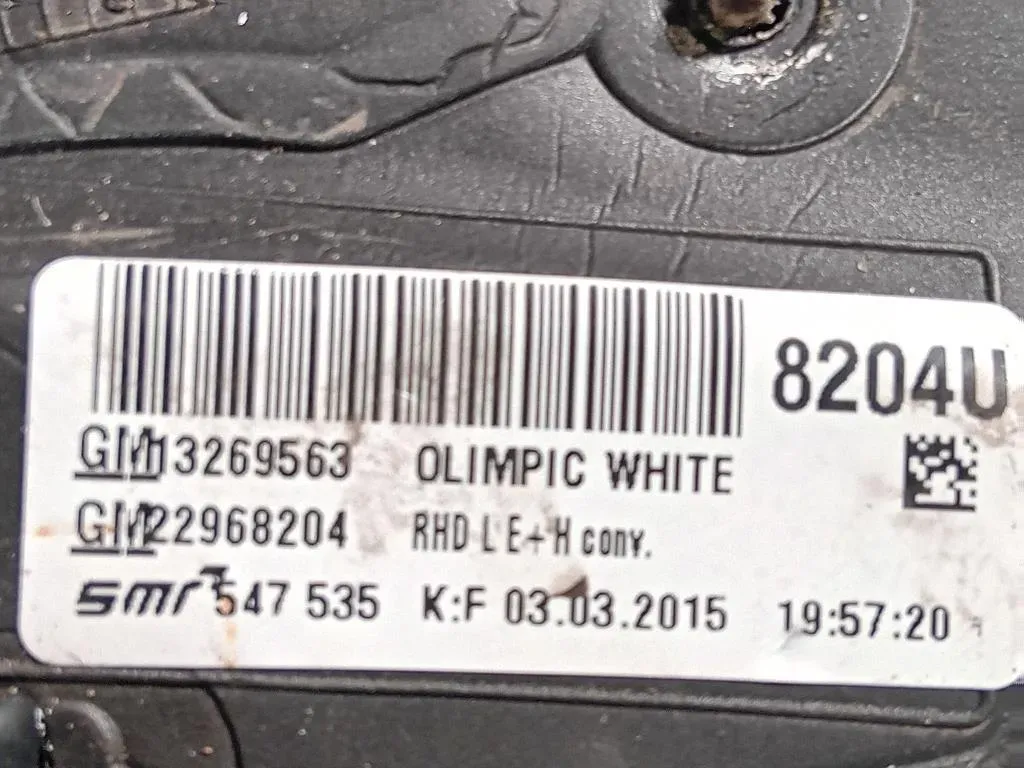 8204U
GM 13269563 OLIMPIC WHITE
GM 22968204 RHD L E+H conv.
smr 547 535 K:F 03.03.2015 19:57:20